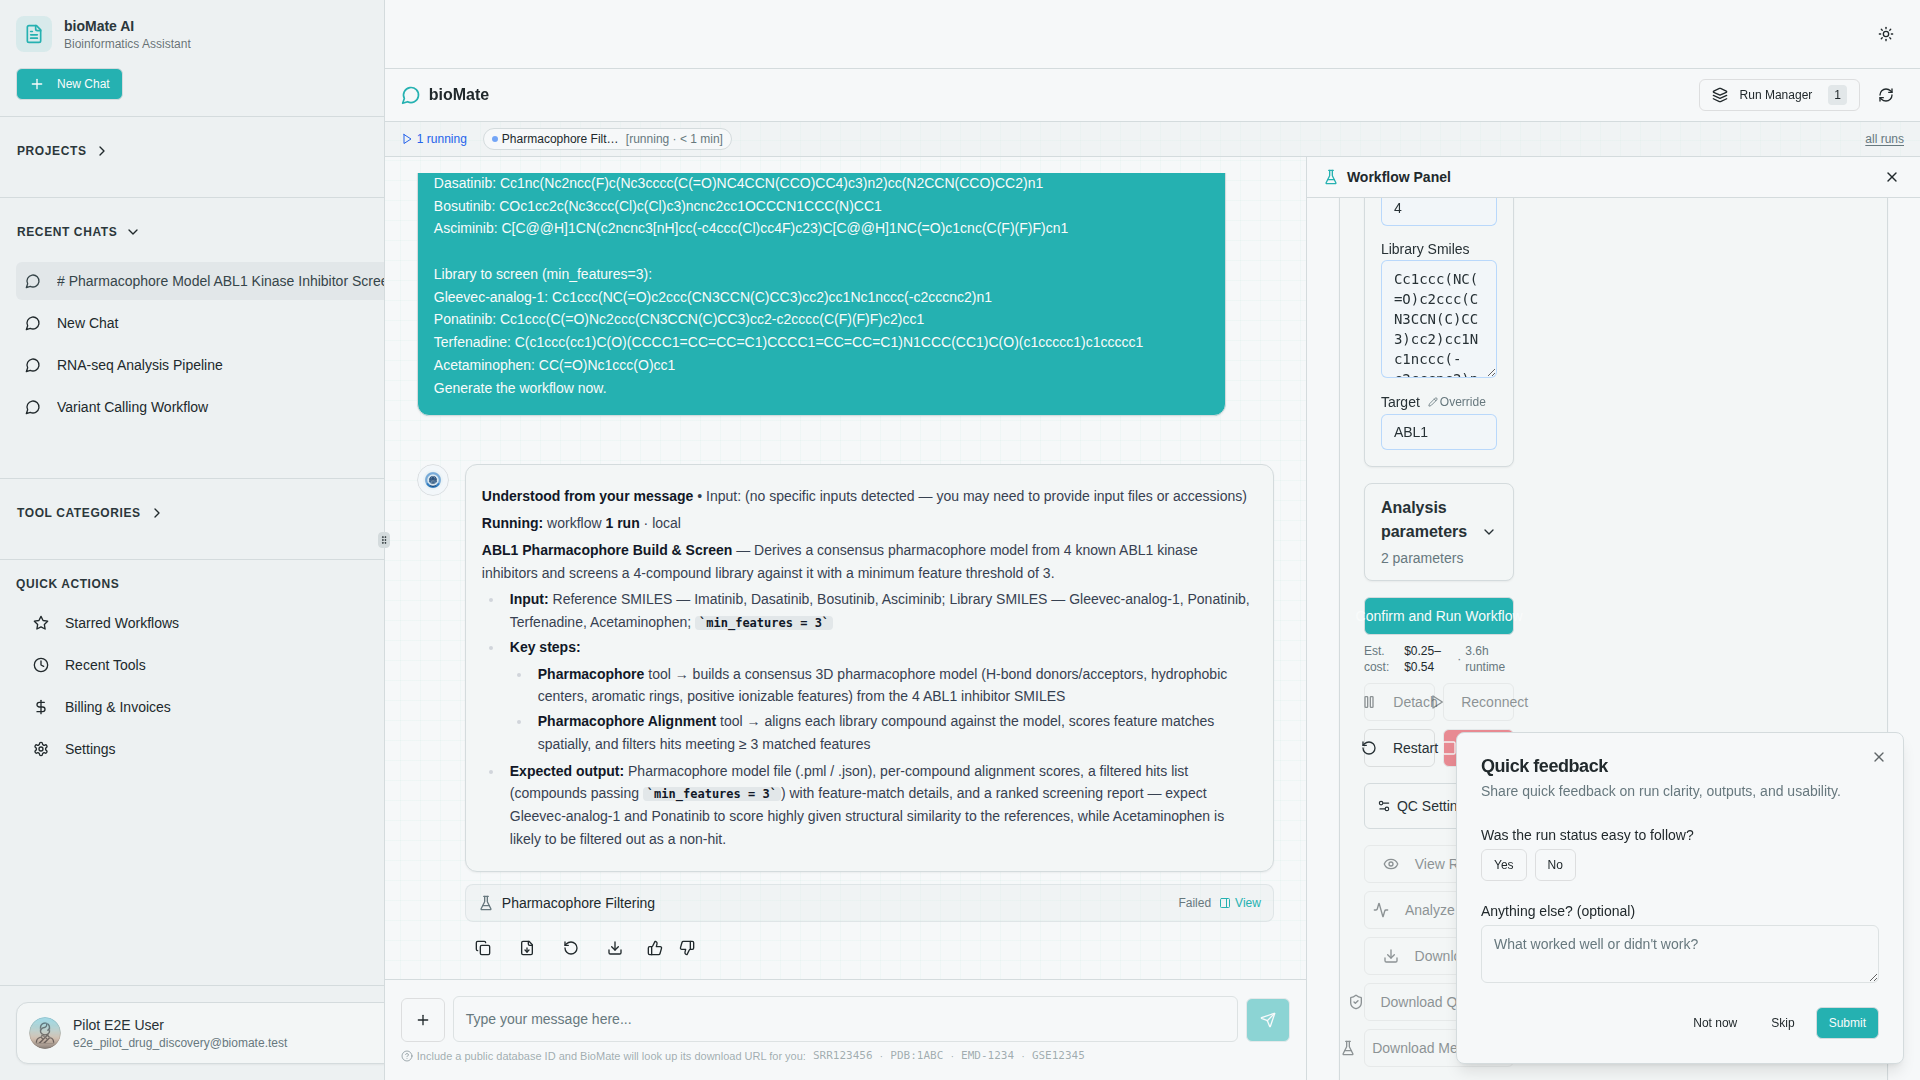 bioMate AI
Bioinformatics Assistant
New Chat
PROJECTS
RECENT CHATS
# Pharmacophore Model ABL1 Kinase Inhibitor Scree
New Chat
RNA-seq Analysis Pipeline
Variant Calling Workflow
TOOL CATEGORIES
QUICK ACTIONS
Starred Workflows
Recent Tools
Billing & Invoices
Settings
Pilot E2E User
e2e_pilot_drug_discovery@biomate.test
bioMate
Run Manager 1
1 running
Pharmacophore Filt… [running · < 1 min]
all runs
Dasatinib: Cc1nc(Nc2ncc(F)c(Nc3cccc(C(=O)NC4CCN(CCO)CC4)c3)n2)cc(N2CCN(CCO)CC2)n1
Bosutinib: COc1cc2c(Nc3ccc(Cl)c(Cl)c3)ncnc2cc1OCCCN1CCC(N)CC1
Asciminib: C[C@@H]1CN(c2ncnc3[nH]cc(-c4ccc(Cl)cc4F)c23)C[C@@H]1NC(=O)c1cnc(C(F)(F)F)cn1
Library to screen (min_features=3):
Gleevec-analog-1: Cc1ccc(NC(=O)c2ccc(CN3CCN(C)CC3)cc2)cc1Nc1nccc(-c2cccnc2)n1
Ponatinib: Cc1ccc(C(=O)Nc2ccc(CN3CCN(C)CC3)cc2-c2cccc(C(F)(F)F)c2)cc1
Terfenadine: C(c1ccc(cc1)C(O)(CCCC1=CC=CC=C1)CCCC1=CC=CC=C1)N1CCC(CC1)C(O)(c1ccccc1)c1ccccc1
Acetaminophen: CC(=O)Nc1ccc(O)cc1
Generate the workflow now.
Understood from your message • Input: (no specific inputs detected — you may need to provide input files or accessions)
Running: workflow 1 run · local
ABL1 Pharmacophore Build & Screen — Derives a consensus pharmacophore model from 4 known ABL1 kinase
inhibitors and screens a 4-compound library against it with a minimum feature threshold of 3.
Input: Reference SMILES — Imatinib, Dasatinib, Bosutinib, Asciminib; Library SMILES — Gleevec-analog-1, Ponatinib,
Terfenadine, Acetaminophen; `min_features = 3`
Key steps:
Pharmacophore tool → builds a consensus 3D pharmacophore model (H-bond donors/acceptors, hydrophobic
centers, aromatic rings, positive ionizable features) from the 4 ABL1 inhibitor SMILES
Pharmacophore Alignment tool → aligns each library compound against the model, scores feature matches
spatially, and filters hits meeting ≥ 3 matched features
Expected output: Pharmacophore model file (.pml / .json), per-compound alignment scores, a filtered hits list
(compounds passing `min_features = 3`) with feature-match details, and a ranked screening report — expect
Gleevec-analog-1 and Ponatinib to score highly given structural similarity to the references, while Acetaminophen is
likely to be filtered out as a non-hit.
Pharmacophore Filtering
Failed View
Type your message here...
Include a public database ID and BioMate will look up its download URL for you: SRR123456 · PDB:1ABC · EMD-1234 · GSE12345
Workflow Panel
4
Library Smiles
Cc1ccc(NC(
=O)c2ccc(C
N3CCN(C)CC
3)cc2)cc1N
c1nccc(-
c2cccnc2)n
Target Override
ABL1
Analysis
parameters
2 parameters
onfirm and Run Workflo
Est. cost: $0.25–$0.54 · 3.6h runtime
Detach Reconnect
Restart
QC Settin
View R
Analyze
Downlo
Download Q
Download Me
Quick feedback
Share quick feedback on run clarity, outputs, and usability.
Was the run status easy to follow?
Yes No
Anything else? (optional)
What worked well or didn't work?
Not now Skip Submit